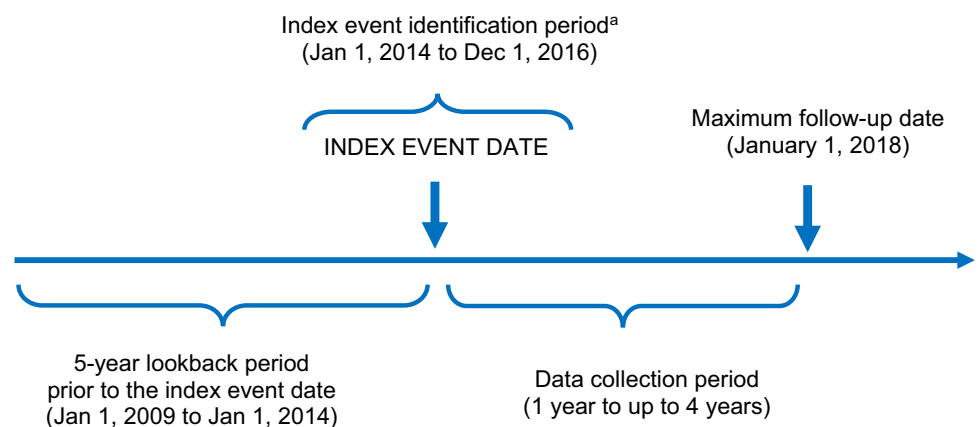 Index event identification periodᵃ
(Jan 1, 2014 to Dec 1, 2016)
INDEX EVENT DATE
Maximum follow-up date
(January 1, 2018)
5-year lookback period
prior to the index event date
(Jan 1, 2009 to Jan 1, 2014)
Data collection period
(1 year to up to 4 years)